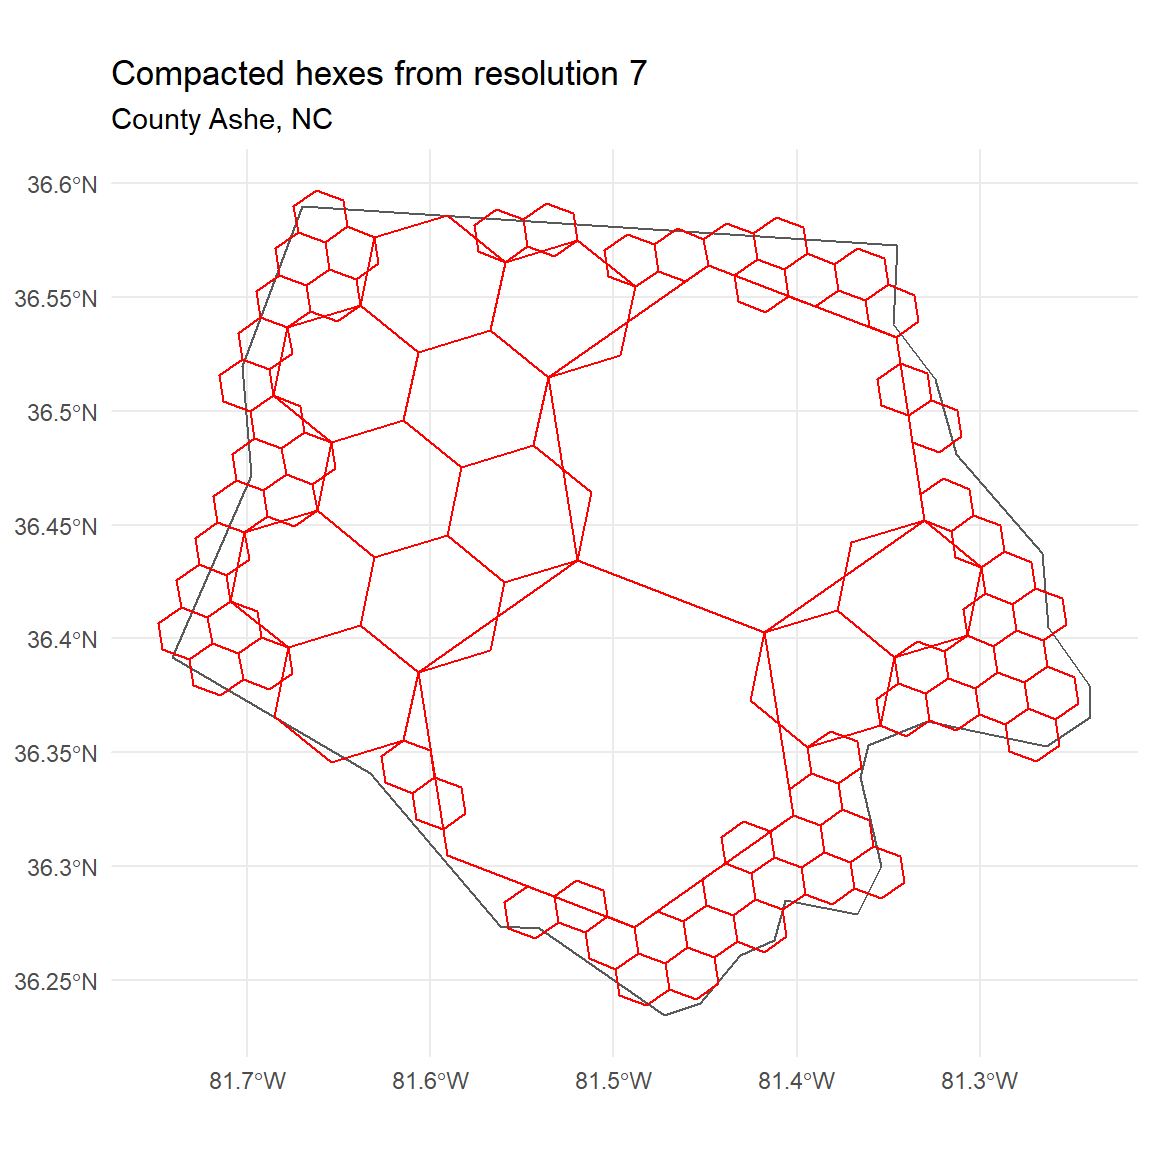 Compacted hexes from resolution 7
County Ashe, NC
36.6°N
36.55°N
36.5°N
36.45°N
36.4°N
36.35°N
36.3°N
36.25°N
81.7°W 81.6°W 81.5°W 81.4°W 81.3°W